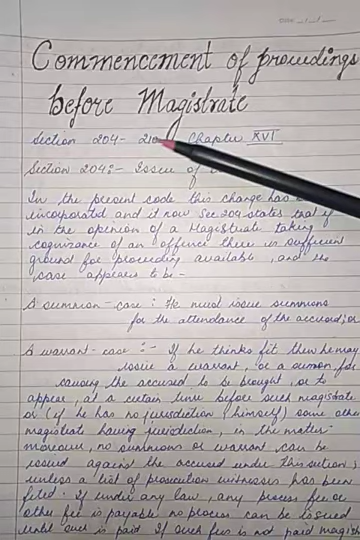 Commencement of proceedings
before Magistrate
Section 204- 210 Chapter XVI
Section 204:- Issue of
In the present code this change has
incorporated and it now Sec 204 states that if
in the opinion of a Magistrate taking
cognizance of an offence there is sufficient
ground for proceeding available, and the
case appears to be -
A summon-case : He need issue summons
for the attendance of the accused; or
A warrant-case :- If he thinks fit then he may
issue a warrant, or a summon for
causing the accused to be brought, or to
appear, at a certain time before such magistrate
or (if he has no jurisdiction himself) some other
magistrate having jurisdiction, in the matter.
moreover, no summons or warrant can be
issued against the accused under this section,
unless a list of prosecution witnesses has been
filed. If under any law, any process fee or
other fee is payable no process can be issued
until such is paid If such fees is not paid magist